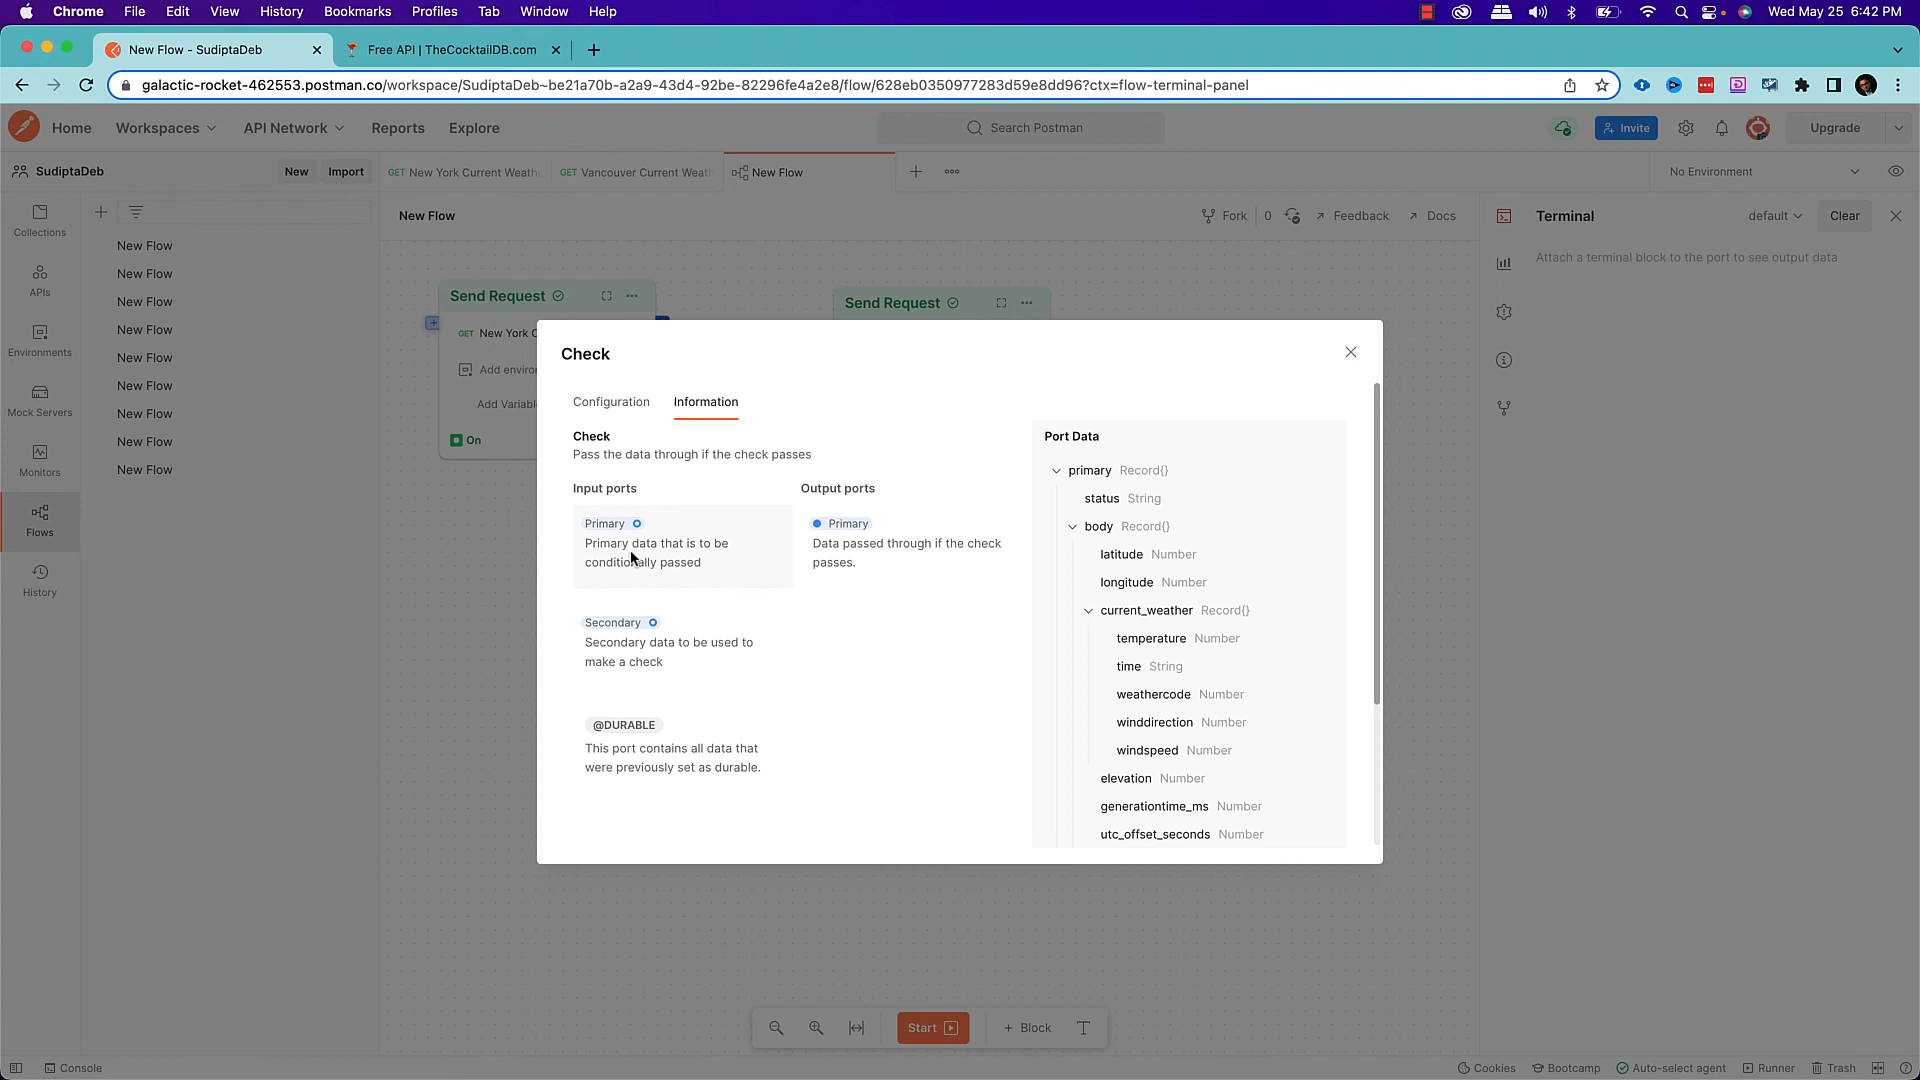 Chrome File Edit View History Bookmarks Profiles Tab Window Help Wed May 25 6:42 PM
New Flow - SudiptaDeb Free API | TheCocktailDB.com
galactic-rocket-462553.postman.co/workspace/SudiptaDeb~be21a70b-a2a9-43d4-92be-82296fe4a2e8/flow/628eb0350977283d59e8dd96?ctx=flow-terminal-panel
Home Workspaces API Network Reports Explore Search Postman Invite Upgrade
SudiptaDeb New Import GET New York Current Weath GET Vancouver Current Weat New Flow No Environment
Collections
APIs
Environments
Mock Servers
Monitors
Flows
History
New Flow
New Flow
New Flow
New Flow
New Flow
New Flow
New Flow
New Flow
New Flow
New Flow Fork 0 Feedback Docs
Send Request
GET New York C
Add enviro
Add Variabl
On
Send Request
Terminal default Clear
Attach a terminal block to the port to see output data
Check
Configuration Information
Check
Pass the data through if the check passes
Input ports
Primary
Primary data that is to be
conditionally passed
Secondary
Secondary data to be used to
make a check
@DURABLE
This port contains all data that
were previously set as durable.
Output ports
Primary
Data passed through if the check
passes.
Port Data
primary Record{}
status String
body Record{}
latitude Number
longitude Number
current_weather Record{}
temperature Number
time String
weathercode Number
winddirection Number
windspeed Number
elevation Number
generationtime_ms Number
utc_offset_seconds Number
Start + Block T
Console Cookies Bootcamp Auto-select agent Runner Trash